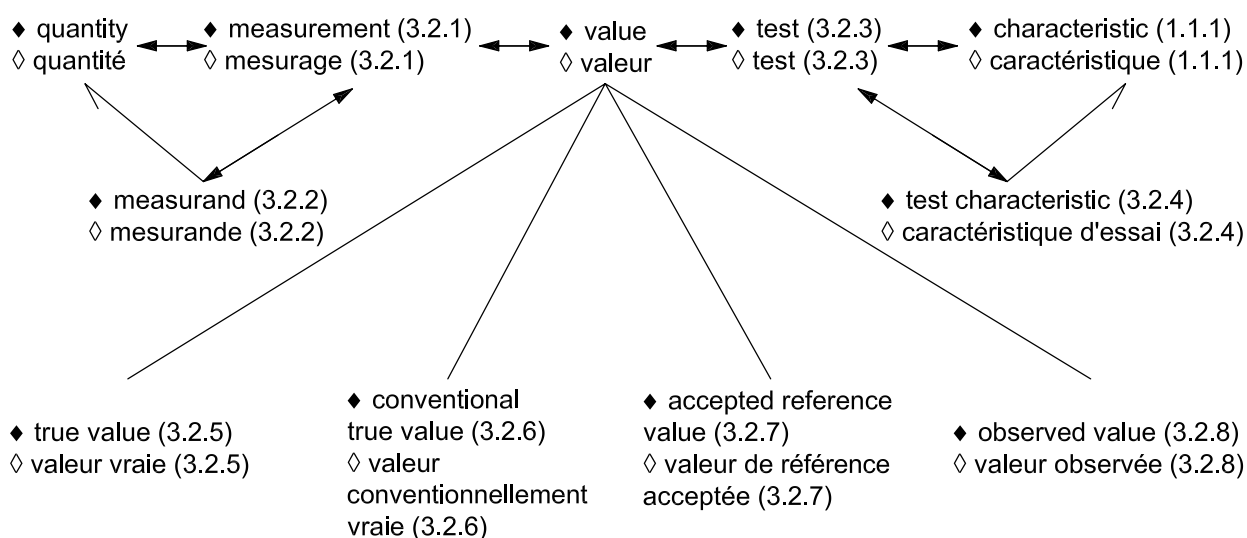 ♦ quantity
◊ quantité
♦ measurement (3.2.1)
◊ mesurage (3.2.1)
♦ value
◊ valeur
♦ test (3.2.3)
◊ test (3.2.3)
♦ characteristic (1.1.1)
◊ caractéristique (1.1.1)
♦ measurand (3.2.2)
◊ mesurande (3.2.2)
♦ test characteristic (3.2.4)
◊ caractéristique d'essai (3.2.4)
♦ true value (3.2.5)
◊ valeur vraie (3.2.5)
♦ conventional
true value (3.2.6)
◊ valeur
conventionnellement
vraie (3.2.6)
♦ accepted reference
value (3.2.7)
◊ valeur de référence
acceptée (3.2.7)
♦ observed value (3.2.8)
◊ valeur observée (3.2.8)